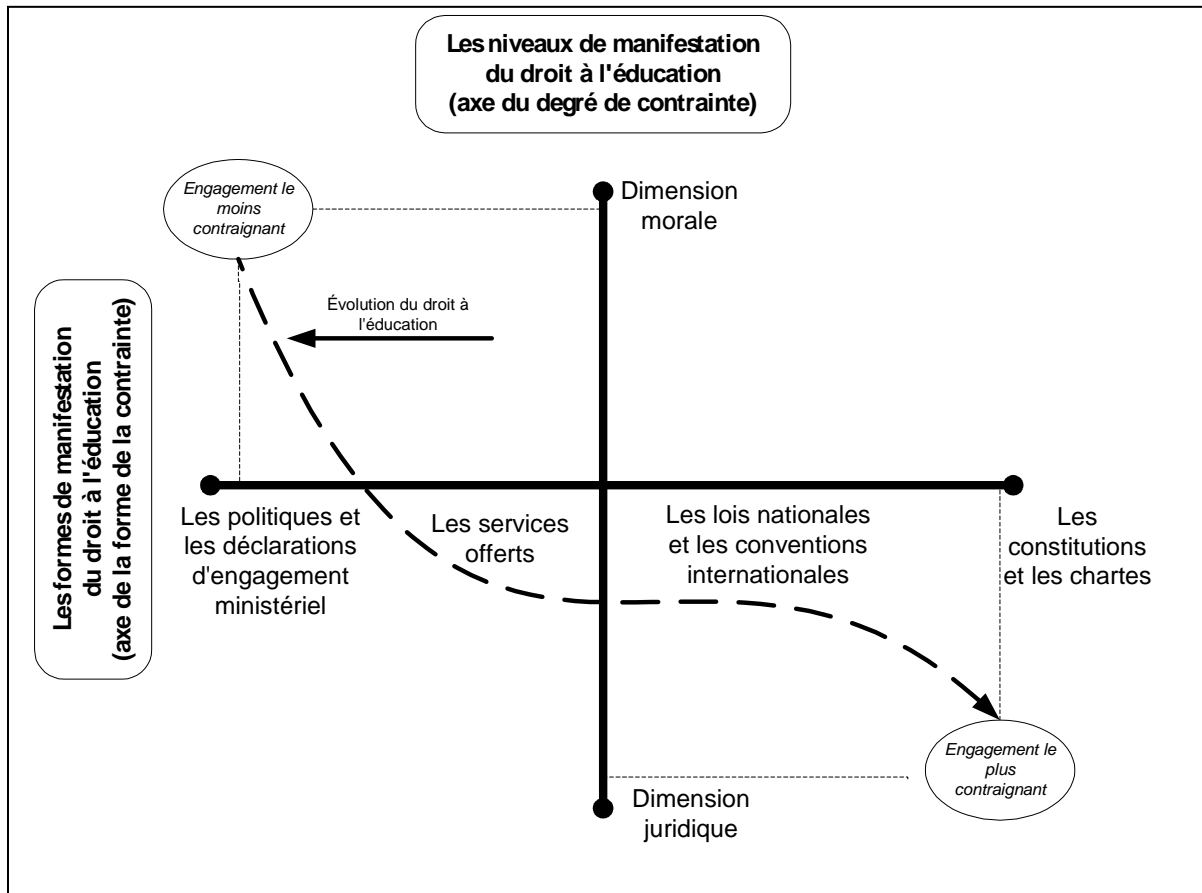 Les niveaux de manifestation
du droit à l'éducation
(axe du degré de contrainte)
Engagement le
moins
contraignant
Dimension
morale
Les formes de manifestation
du droit à l'éducation
(axe de la forme de la contrainte)
Évolution du droit à
l'éducation
Les politiques et
les déclarations
d'engagement
ministériel
Les services
offerts
Les lois nationales
et les conventions
internationales
Les
constitutions
et les chartes
Engagement le
plus
contraignant
Dimension
juridique